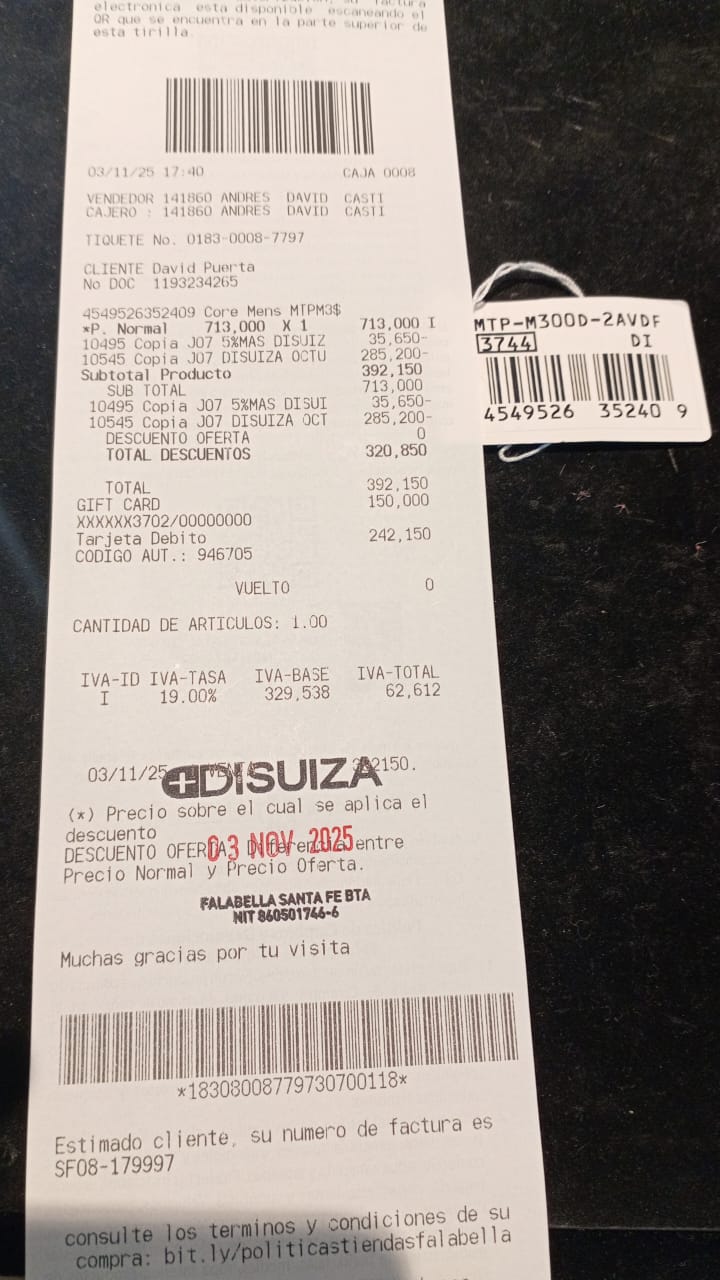 electronica esta disponible escaneando el
QR que se encuentra en la parte superior de
esta tirilla.
03/11/25 17:40 CAJA 0008
VENDEDOR 141860 ANDRES DAVID CASTI
CAJERO : 141860 ANDRES DAVID CASTI
TIQUETE No. 0183-0008-7797
CLIENTE David Puerta
No DOC 1193234265
4549526352409 Core Mens MTPM3$
*P. Normal 713,000 X 1 713,000 I
10495 Copia J07 5%MAS DISUIZ 35,650-
10545 Copia J07 DISUIZA OCTU 285,200-
Subtotal Producto 392,150
SUB TOTAL 713,000
10495 Copia J07 5%MAS DISUI 35,650-
10545 Copia J07 DISUIZA OCT 285,200-
DESCUENTO OFERTA 0
TOTAL DESCUENTOS 320,850
TOTAL 392,150
GIFT CARD 150,000
XXXXXX3702/00000000
Tarjeta Debito 242,150
CODIGO AUT.: 946705
VUELTO 0
CANTIDAD DE ARTICULOS: 1.00
IVA-ID IVA-TASA IVA-BASE IVA-TOTAL
I 19.00% 329,538 62,612
03/11/25 2150.
DISUIZA
(*) Precio sobre el cual se aplica el
descuento
DESCUENTO OFERTA: Diferencia entre
03 NOV 2025
Precio Normal y Precio Oferta.
FALABELLA SANTA FE BTA
NIT 860501746-6
Muchas gracias por tu visita
*18308008779730700118*
Estimado cliente, su numero de factura es
SF08-179997
consulte los terminos y condiciones de su
compra: bit.ly/politicastiendasfalabella
MTP-M300D-2AVDF
3744 DI
4549526 35240 9